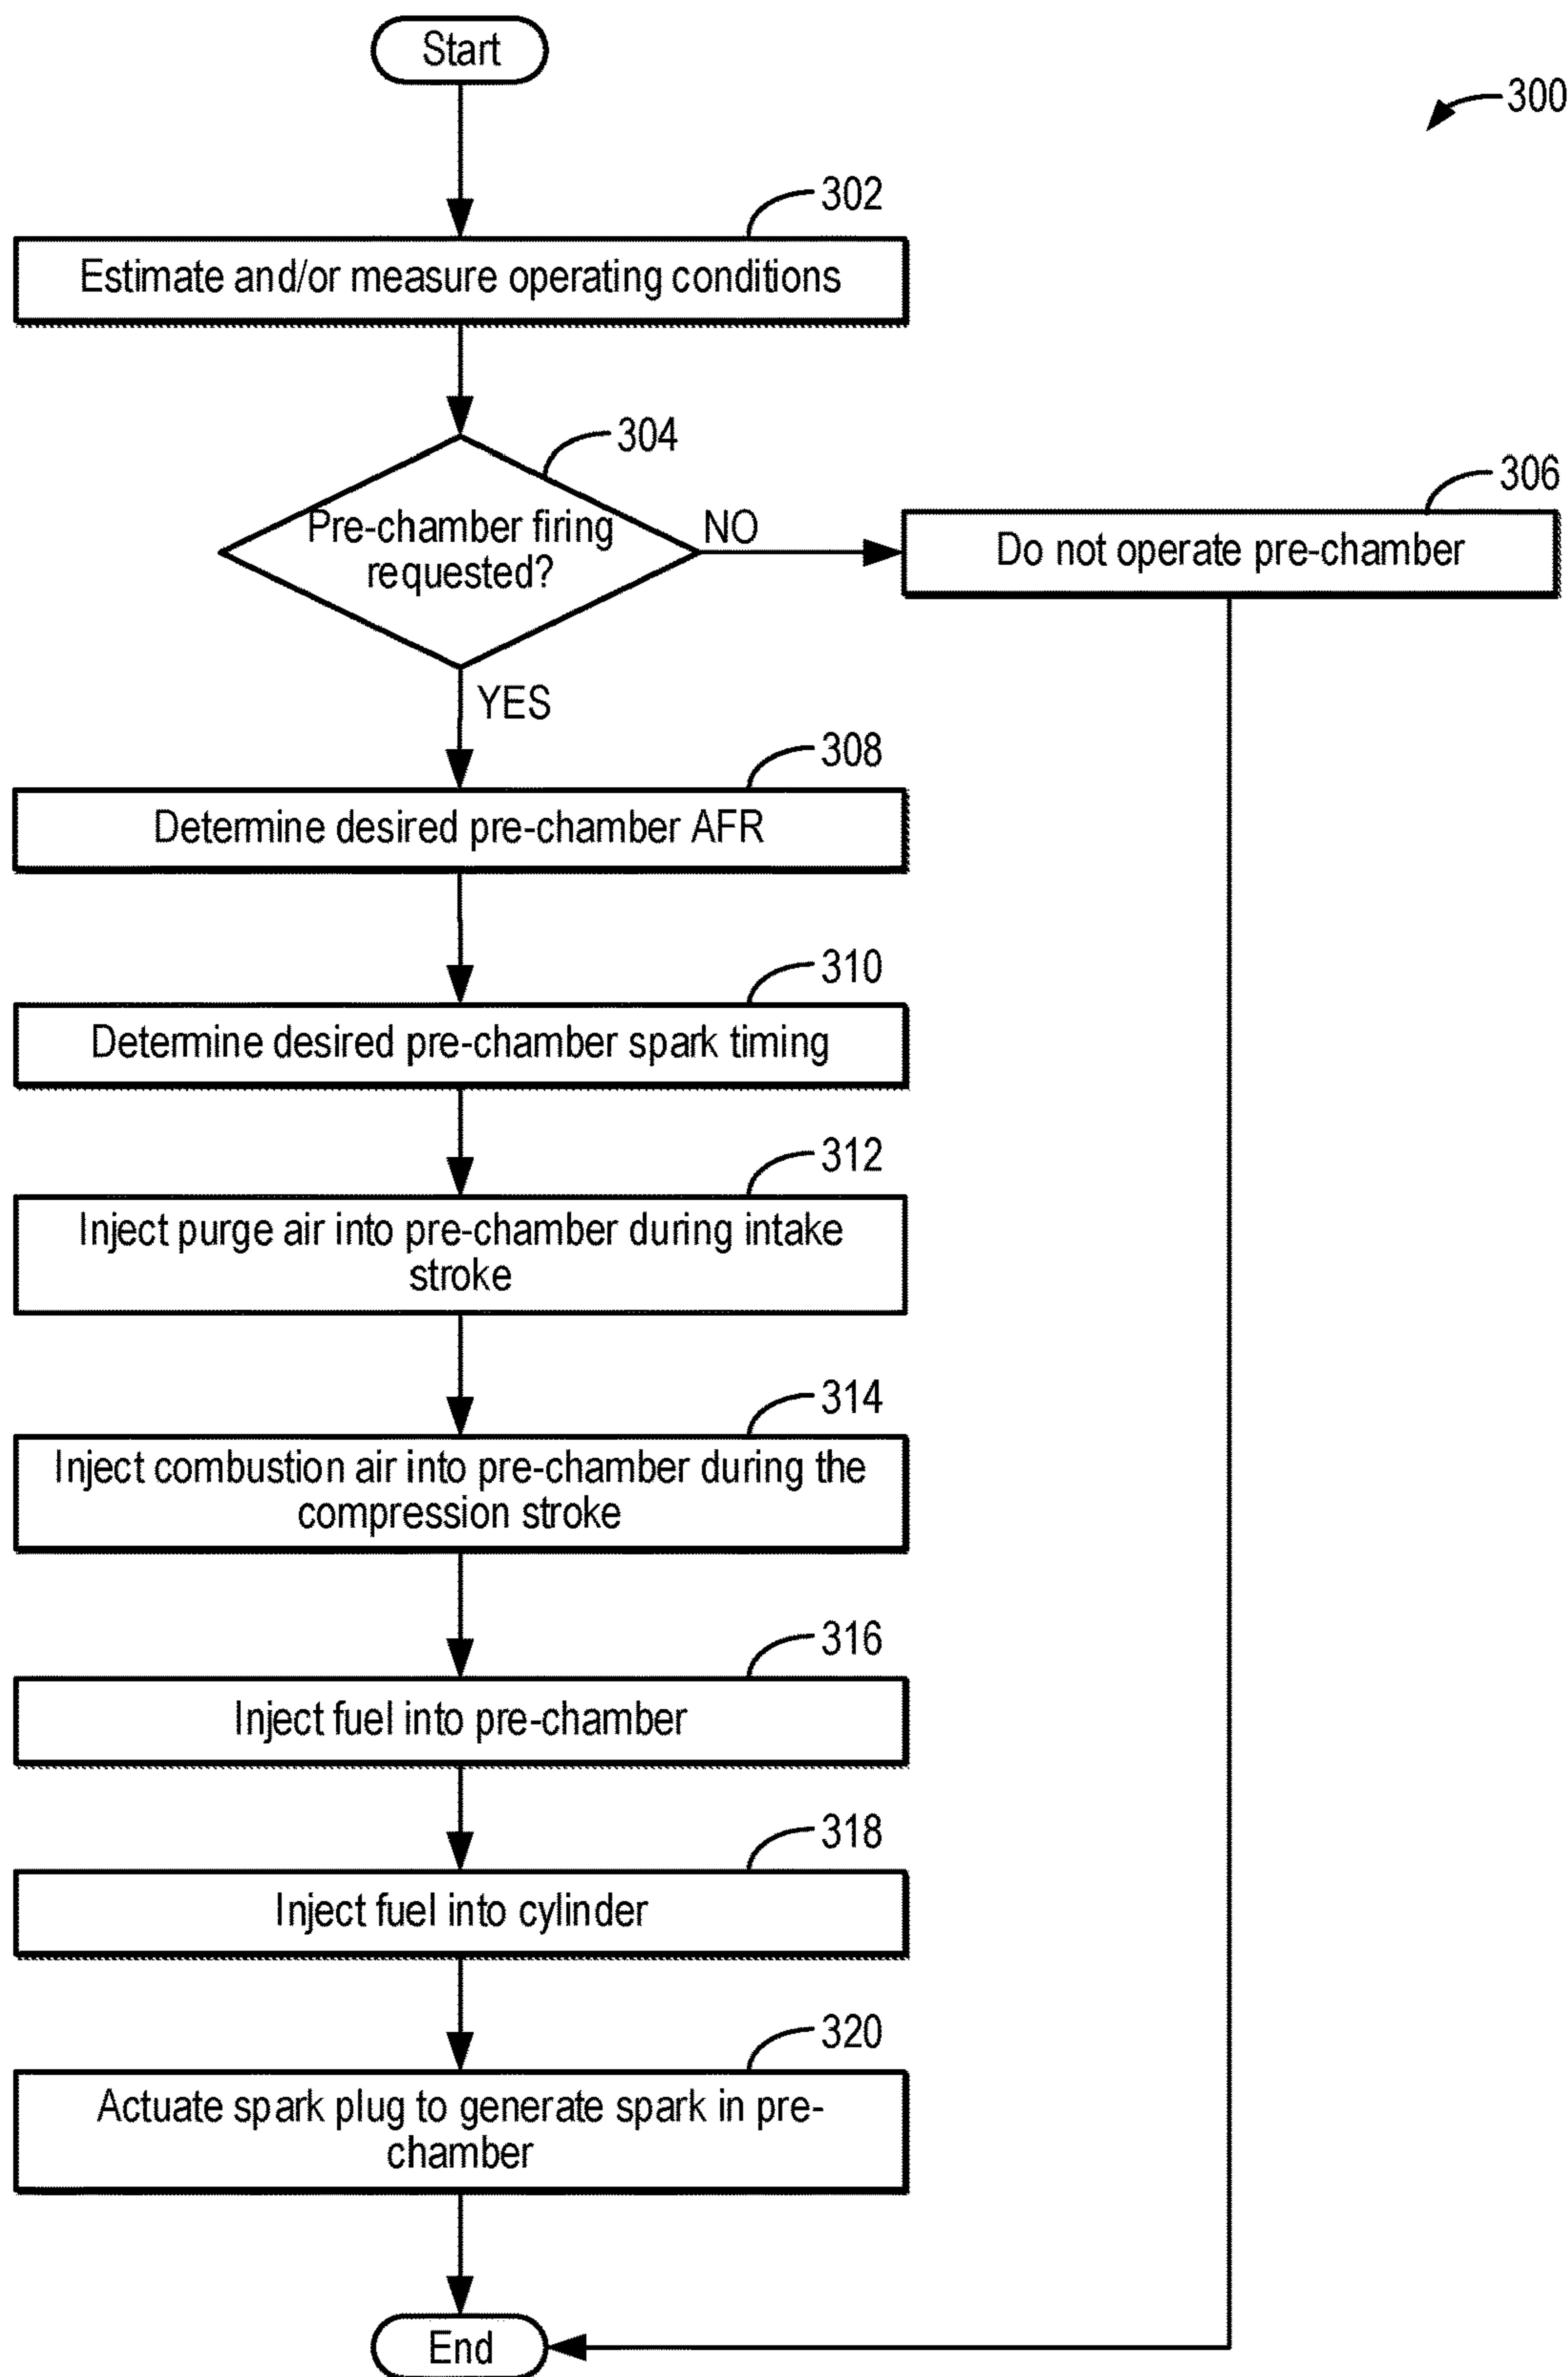 Start
300
302
Estimate and/or measure operating conditions
304
Pre-chamber firing
requested?
NO
306
Do not operate pre-chamber
YES
308
Determine desired pre-chamber AFR
310
Determine desired pre-chamber spark timing
312
Inject purge air into pre-chamber during intake
stroke
314
Inject combustion air into pre-chamber during the
compression stroke
316
Inject fuel into pre-chamber
318
Inject fuel into cylinder
320
Actuate spark plug to generate spark in pre-
chamber
End